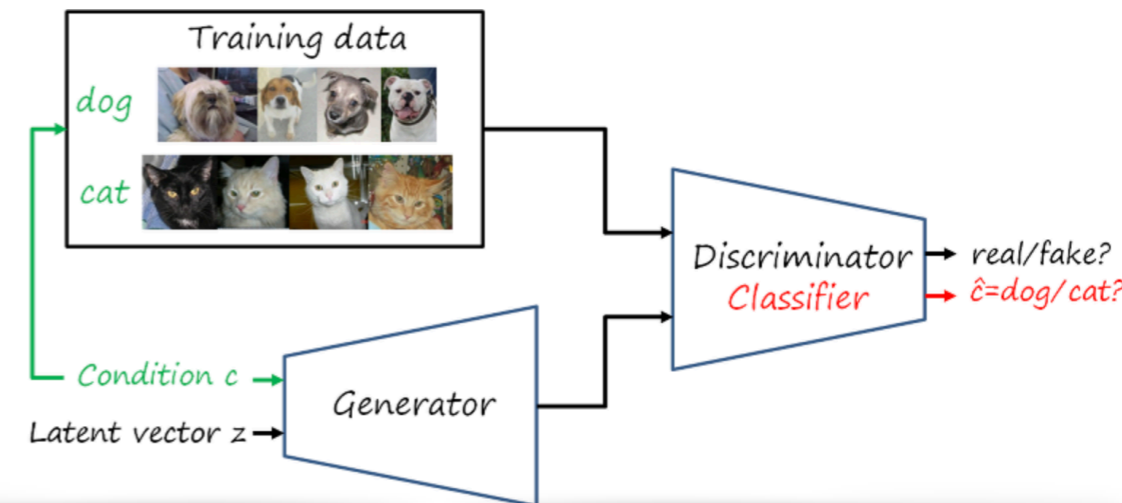 Training data
dog
cat
Discriminator
Classifier
real/fake?
ĉ=dog/cat?
Condition c
Latent vector z
Generator